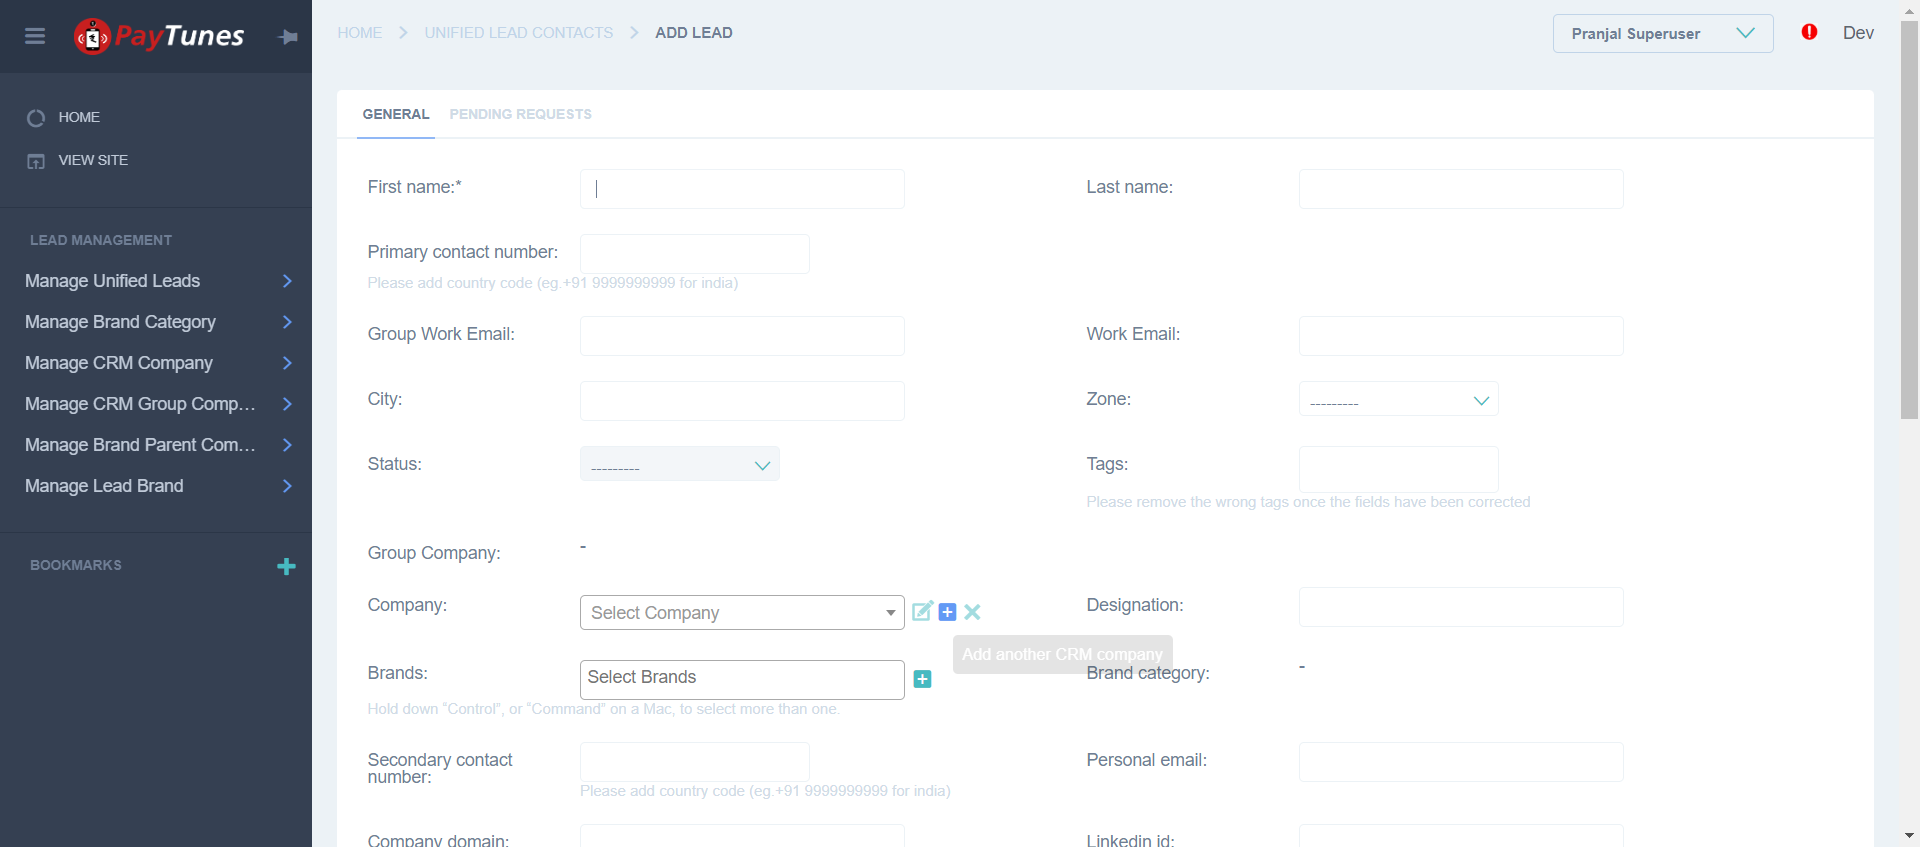 PayTunes
HOME
UNIFIED LEAD CONTACTS
ADD LEAD
Pranjal Superuser
Dev
HOME
VIEW SITE
LEAD MANAGEMENT
Manage Unified Leads
Manage Brand Category
Manage CRM Company
Manage CRM Group Comp...
Manage Brand Parent Com...
Manage Lead Brand
BOOKMARKS
GENERAL PENDING REQUESTS
First name:*
Last name:
Primary contact number:
Please add country code (eg.+91 9999999999 for india)
Group Work Email:
Work Email:
City:
Zone: ---------
Status: ---------
Tags:
Please remove the wrong tags once the fields have been corrected
Group Company: -
Company: Select Company
Designation:
Add another CRM company
Brands: Select Brands
Brand category: -
Hold down “Control”, or “Command” on a Mac, to select more than one.
Secondary contact
number:
Please add country code (eg.+91 9999999999 for india)
Personal email:
Company domain:
Linkedin id: